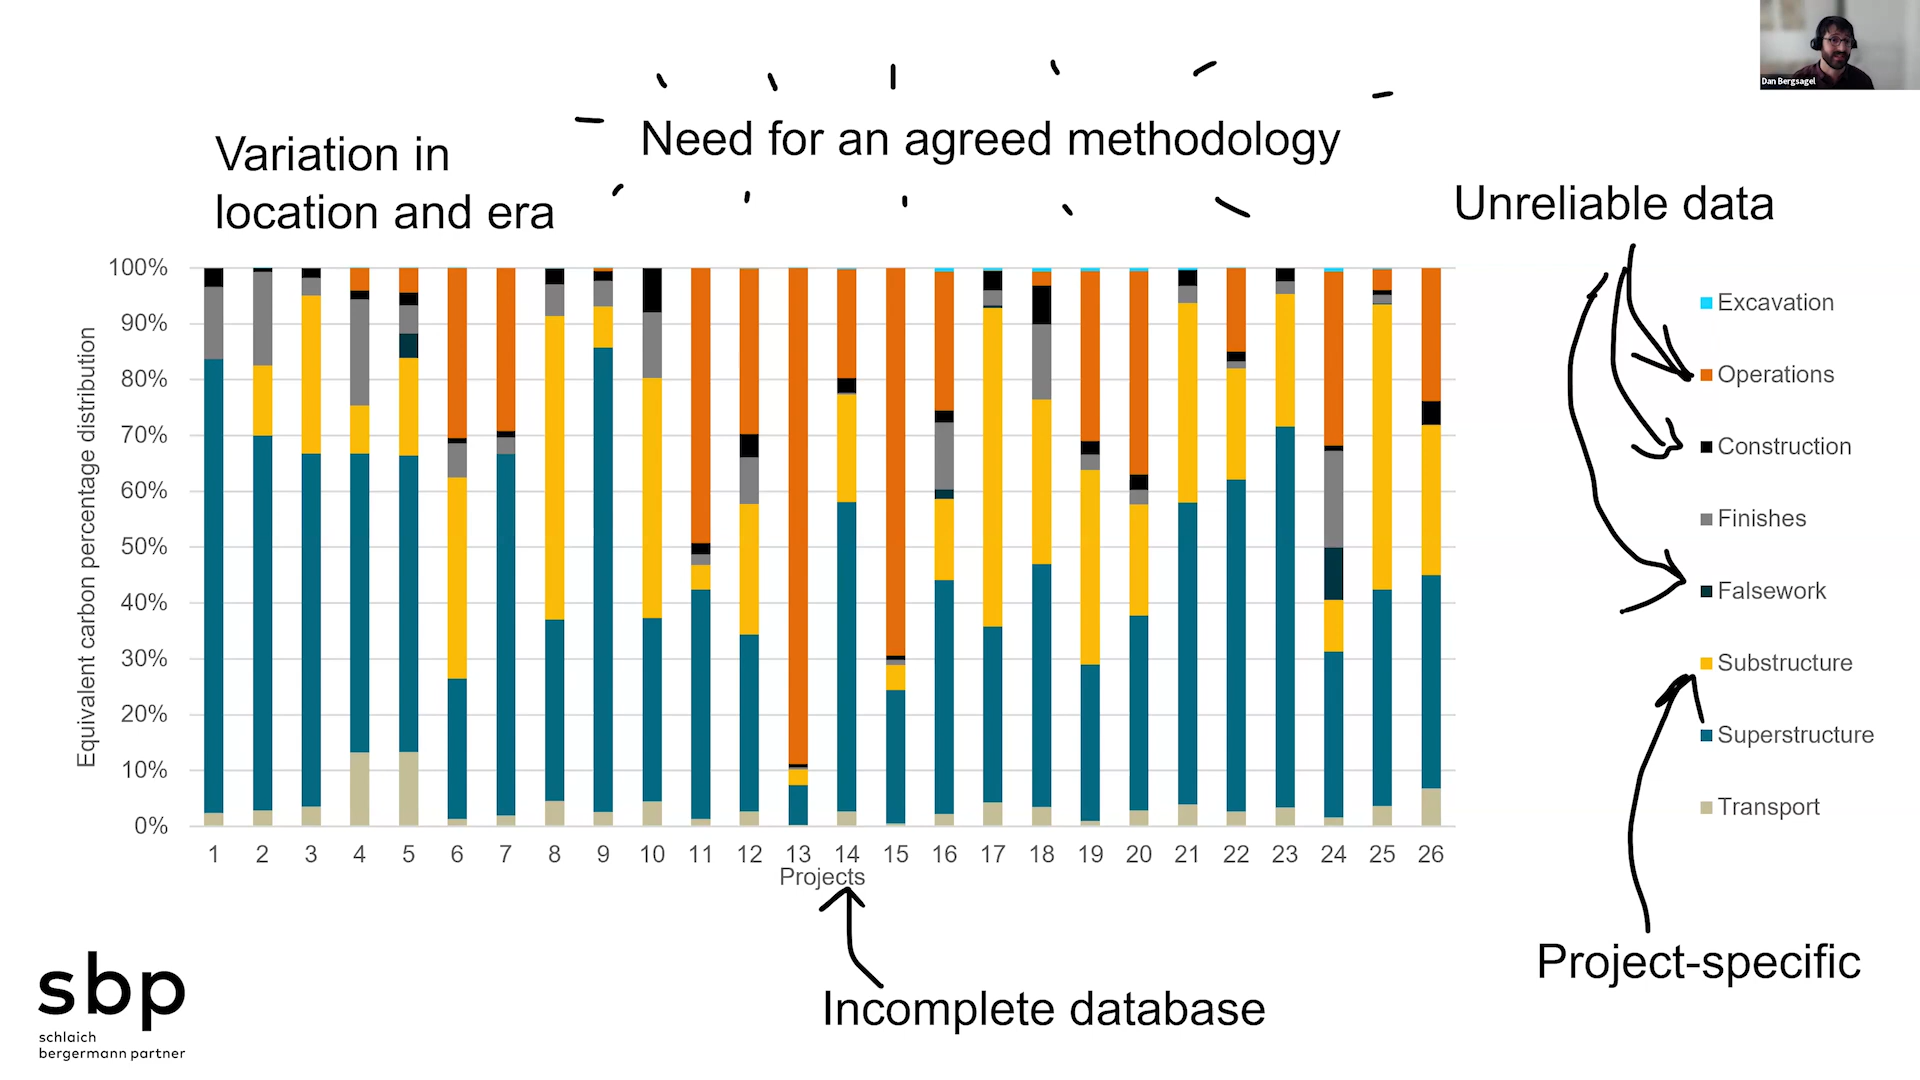 Dan Bergsagel
Need for an agreed methodology
Variation in
location and era
Unreliable data
Equivalent carbon percentage distribution
100%
90%
80%
70%
60%
50%
40%
30%
20%
10%
0%
1 2 3 4 5 6 7 8 9 10 11 12 13 14 15 16 17 18 19 20 21 22 23 24 25 26
Projects
Excavation
Operations
Construction
Finishes
Falsework
Substructure
Superstructure
Transport
Project-specific
Incomplete database
sbp
schlaich
bergermann partner